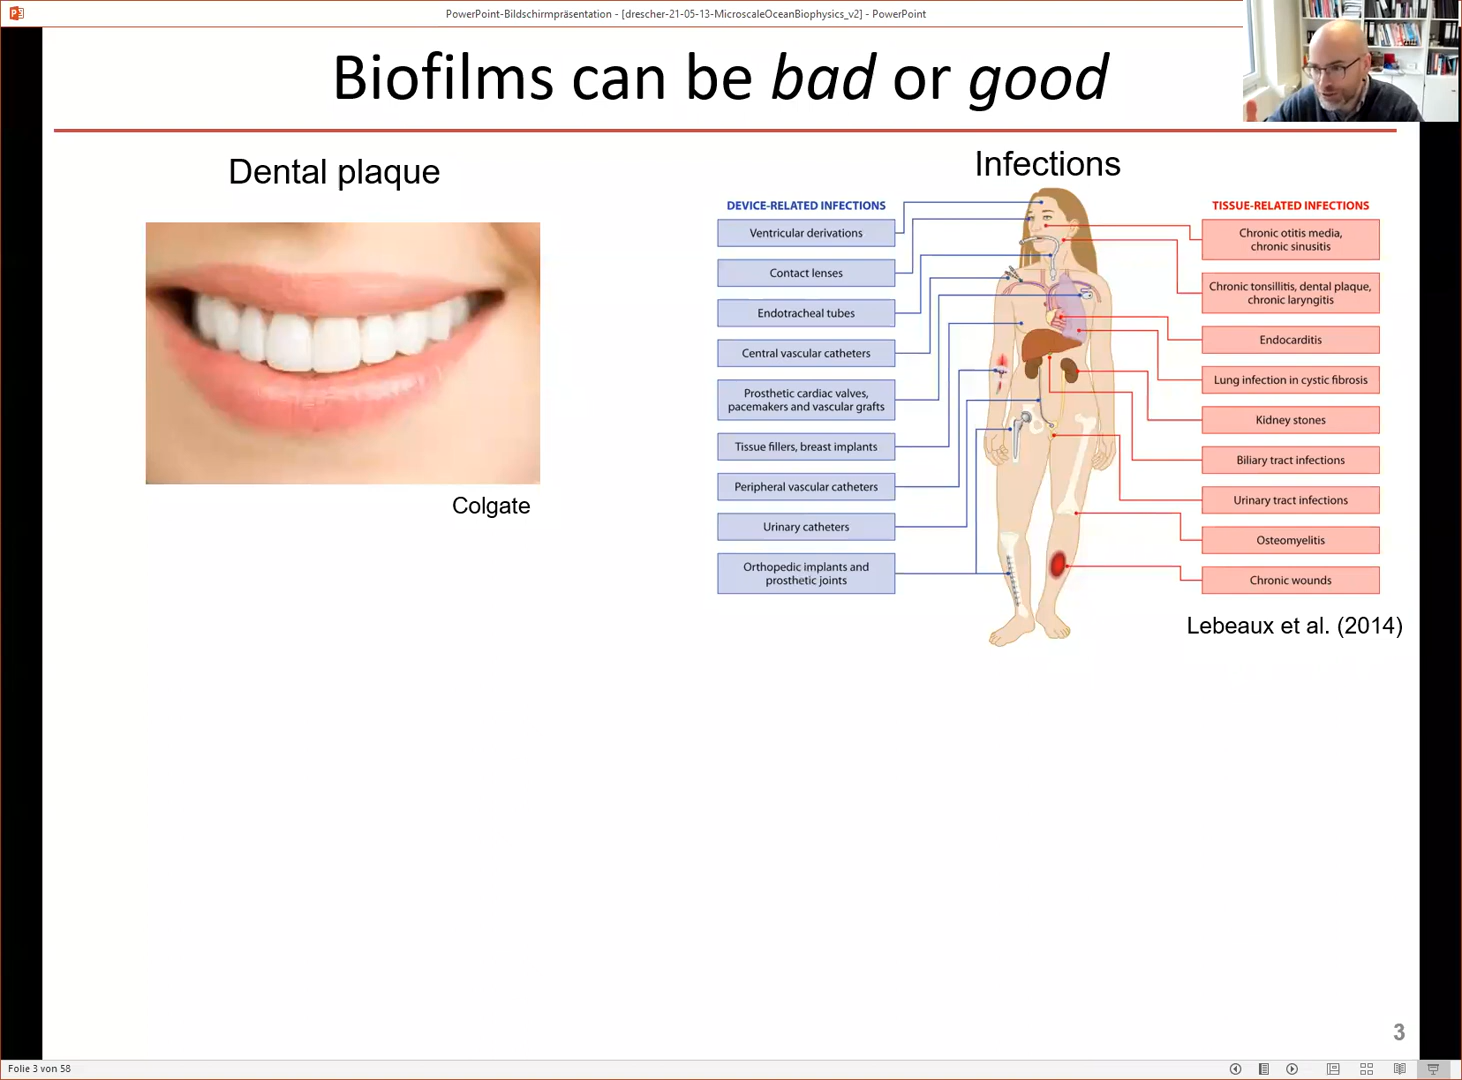 PowerPoint-Bildschirmpräsentation - [drescher-21-05-13-MicroscaleOceanBiophysics_v2] - PowerPoint
Biofilms can be bad or good
Dental plaque
Colgate
Infections
DEVICE-RELATED INFECTIONS
Ventricular derivations
Contact lenses
Endotracheal tubes
Central vascular catheters
Prosthetic cardiac valves,
pacemakers and vascular grafts
Tissue fillers, breast implants
Peripheral vascular catheters
Urinary catheters
Orthopedic implants and
prosthetic joints
TISSUE-RELATED INFECTIONS
Chronic otitis media,
chronic sinusitis
Chronic tonsillitis, dental plaque,
chronic laryngitis
Endocarditis
Lung infection in cystic fibrosis
Kidney stones
Biliary tract infections
Urinary tract infections
Osteomyelitis
Chronic wounds
Lebeaux et al. (2014)
3
Folie 3 von 58